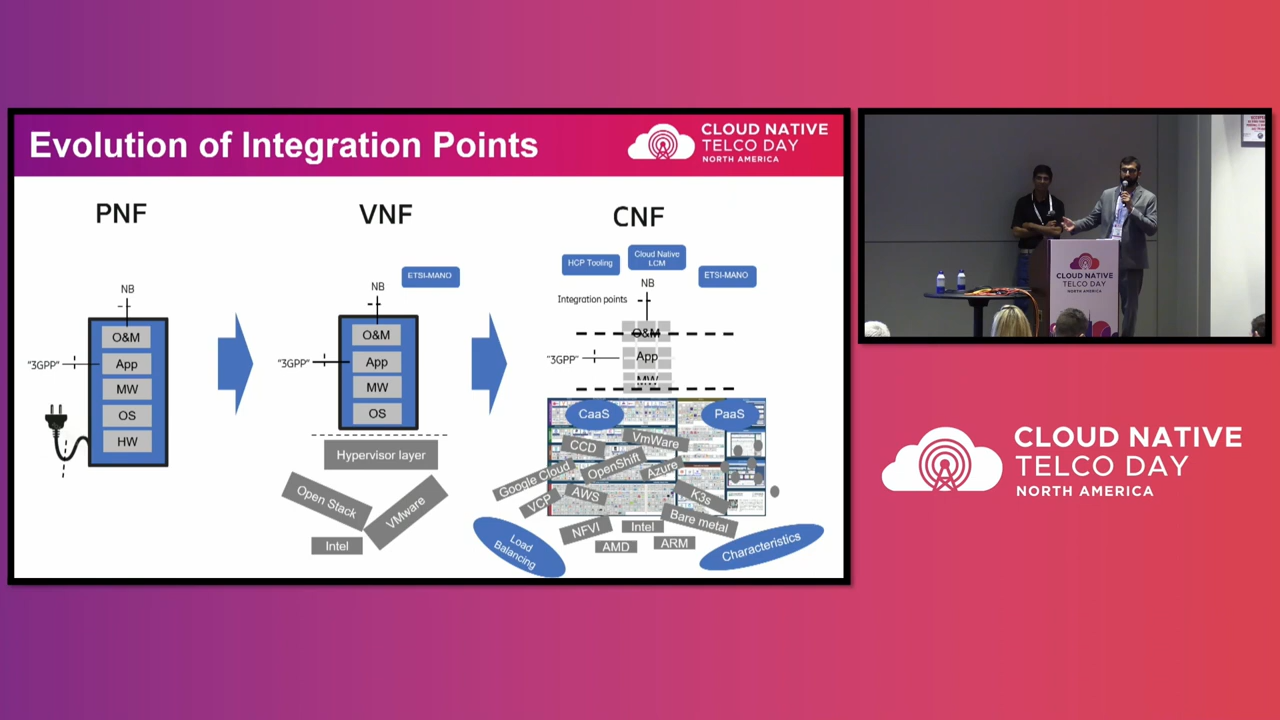 Evolution of Integration Points
CLOUD NATIVE
TELCO DAY
NORTH AMERICA
PNF
NB
O&M
"3GPP"
App
MW
OS
HW
VNF
ETSI-MANO
NB
O&M
"3GPP"
App
MW
OS
Hypervisor layer
Open Stack
VMware
Intel
CNF
HCP Tooling
Cloud Native
LCM
ETSI-MANO
NB
Integration points
O&M
"3GPP"
App
MW
CaaS
PaaS
CCD
VmWare
Google Cloud
OpenShift
Azure
VCP
AWS
K3s
NFVI
Intel
Bare metal
AMD
ARM
Load
Balancing
Characteristics
CLOUD NATIVE
TELCO DAY
NORTH AMERICA
CLOUD NATIVE
TELCO DAY
NORTH AMERICA